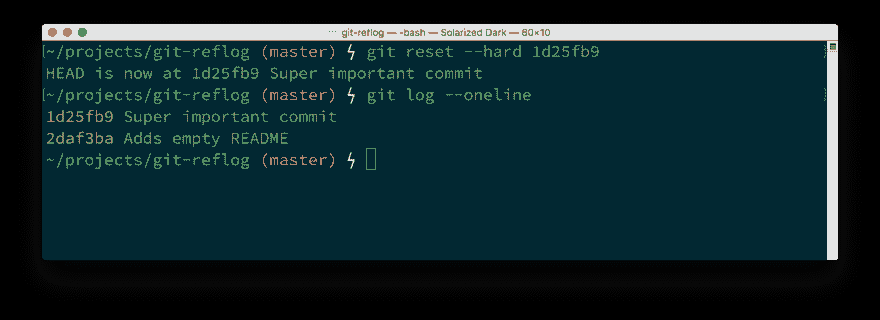 git-reflog — -bash — Solarized Dark — 80×10
~/projects/git-reflog (master) ⚡ git reset --hard 1d25fb9
HEAD is now at 1d25fb9 Super important commit
~/projects/git-reflog (master) ⚡ git log --oneline
1d25fb9 Super important commit
2daf3ba Adds empty README
~/projects/git-reflog (master) ⚡